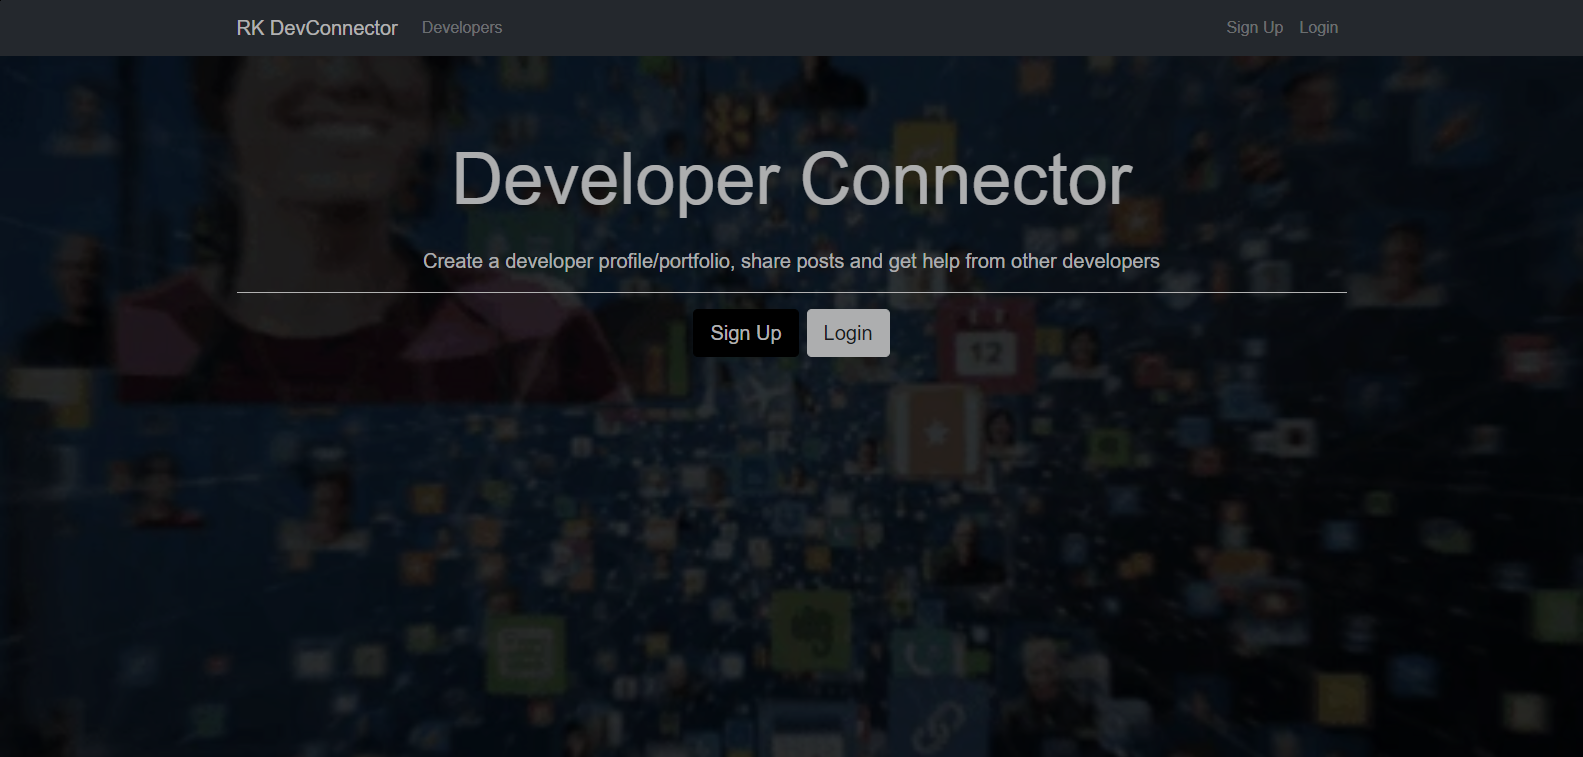 RK DevConnector Developers Sign Up Login
Developer Connector
Create a developer profile/portfolio, share posts and get help from other developers
Sign Up Login
12